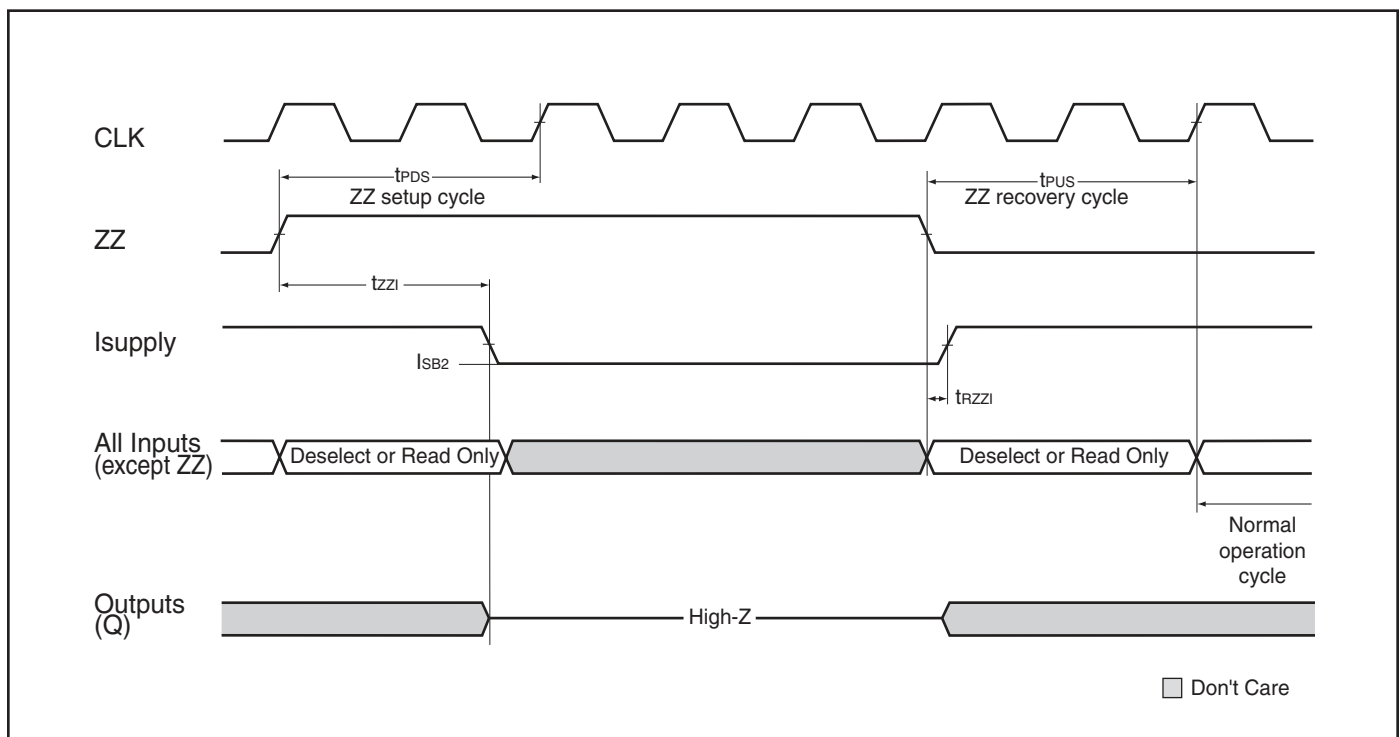 CLK
tPDS
ZZ setup cycle
tPUS
ZZ recovery cycle
ZZ
tZZI
Isupply
ISB2
tRZZI
All Inputs
(except ZZ)
Deselect or Read Only
Deselect or Read Only
Normal
operation
cycle
Outputs
(Q)
High-Z
Don't Care